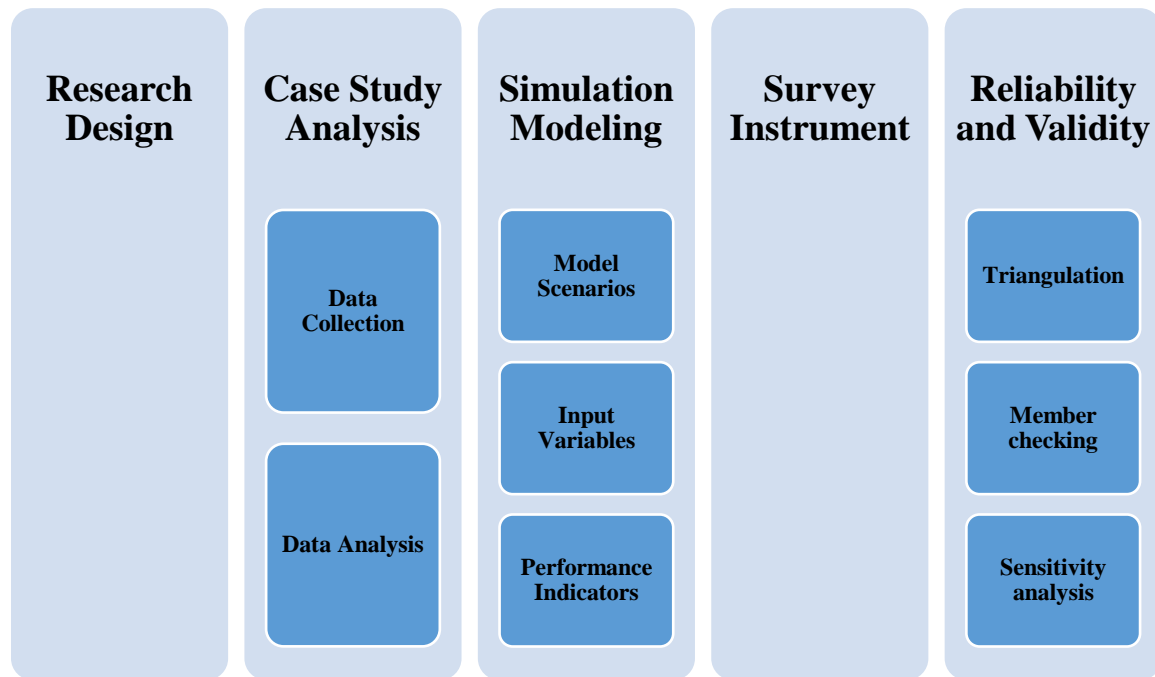 Research
Design
Case Study
Analysis
Data
Collection
Data Analysis
Simulation
Modeling
Model
Scenarios
Input
Variables
Performance
Indicators
Survey
Instrument
Reliability
and Validity
Triangulation
Member
checking
Sensitivity
analysis